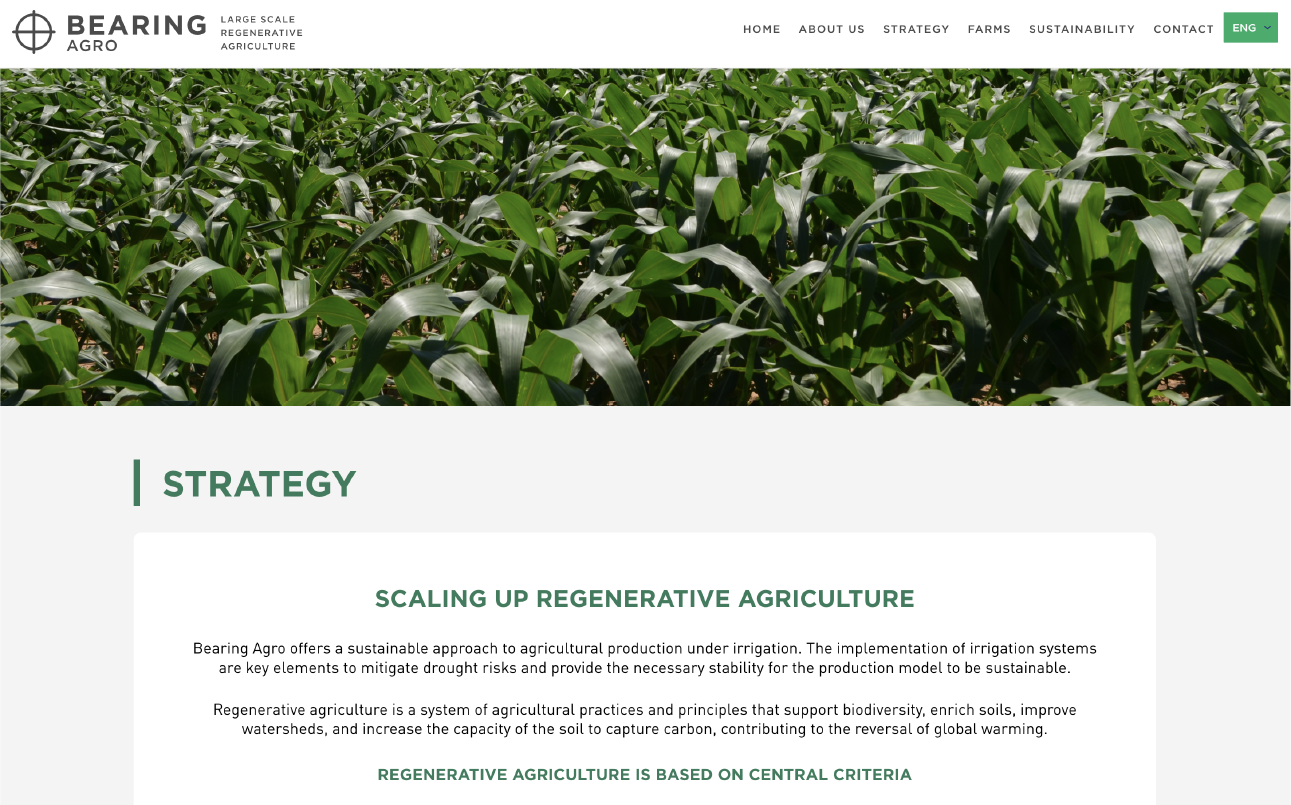 BEARING
AGRO
LARGE SCALE
REGENERATIVE
AGRICULTURE
HOME ABOUT US STRATEGY FARMS SUSTAINABILITY CONTACT ENG
STRATEGY
SCALING UP REGENERATIVE AGRICULTURE
Bearing Agro offers a sustainable approach to agricultural production under irrigation. The implementation of irrigation systems
are key elements to mitigate drought risks and provide the necessary stability for the production model to be sustainable.
Regenerative agriculture is a system of agricultural practices and principles that support biodiversity, enrich soils, improve
watersheds, and increase the capacity of the soil to capture carbon, contributing to the reversal of global warming.
REGENERATIVE AGRICULTURE IS BASED ON CENTRAL CRITERIA